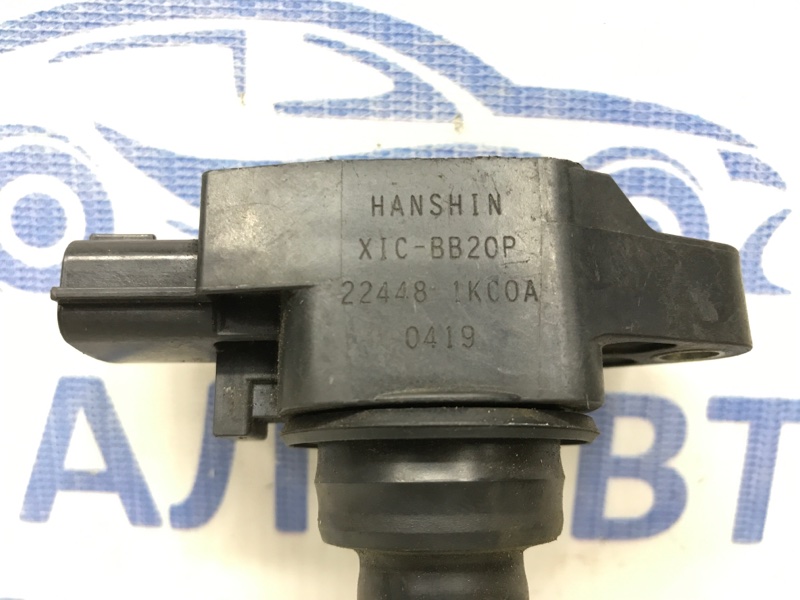 HANSHIN
XIC-BB20P
22448-1KC0A
0419